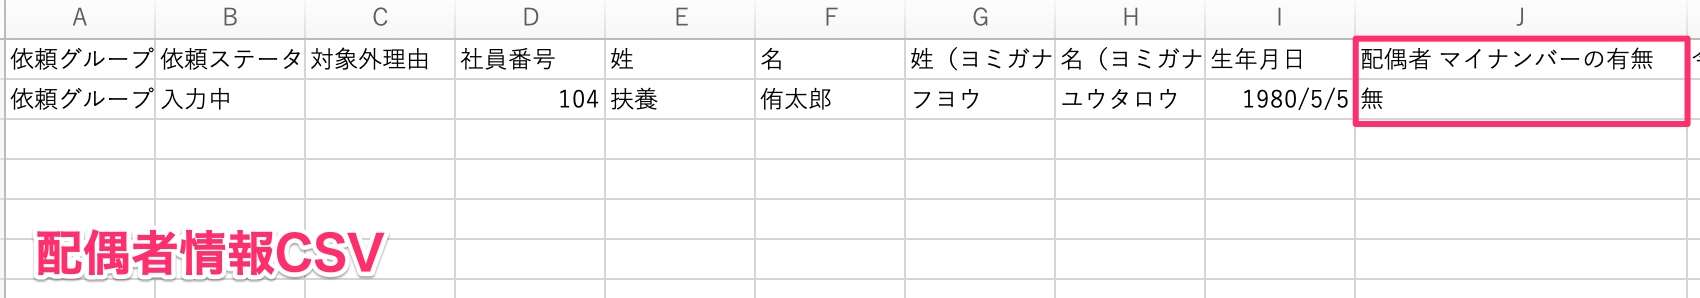 A B C D E F G H I J
依頼グループ 依頼ステータ 対象外理由 社員番号 姓 名 姓（ヨミガナ 名（ヨミガナ 生年月日 配偶者 マイナンバーの有無
依頼グループ 入力中 104 扶養 侑太郎 フヨウ ユウタロウ 1980/5/5 無
配偶者情報CSV